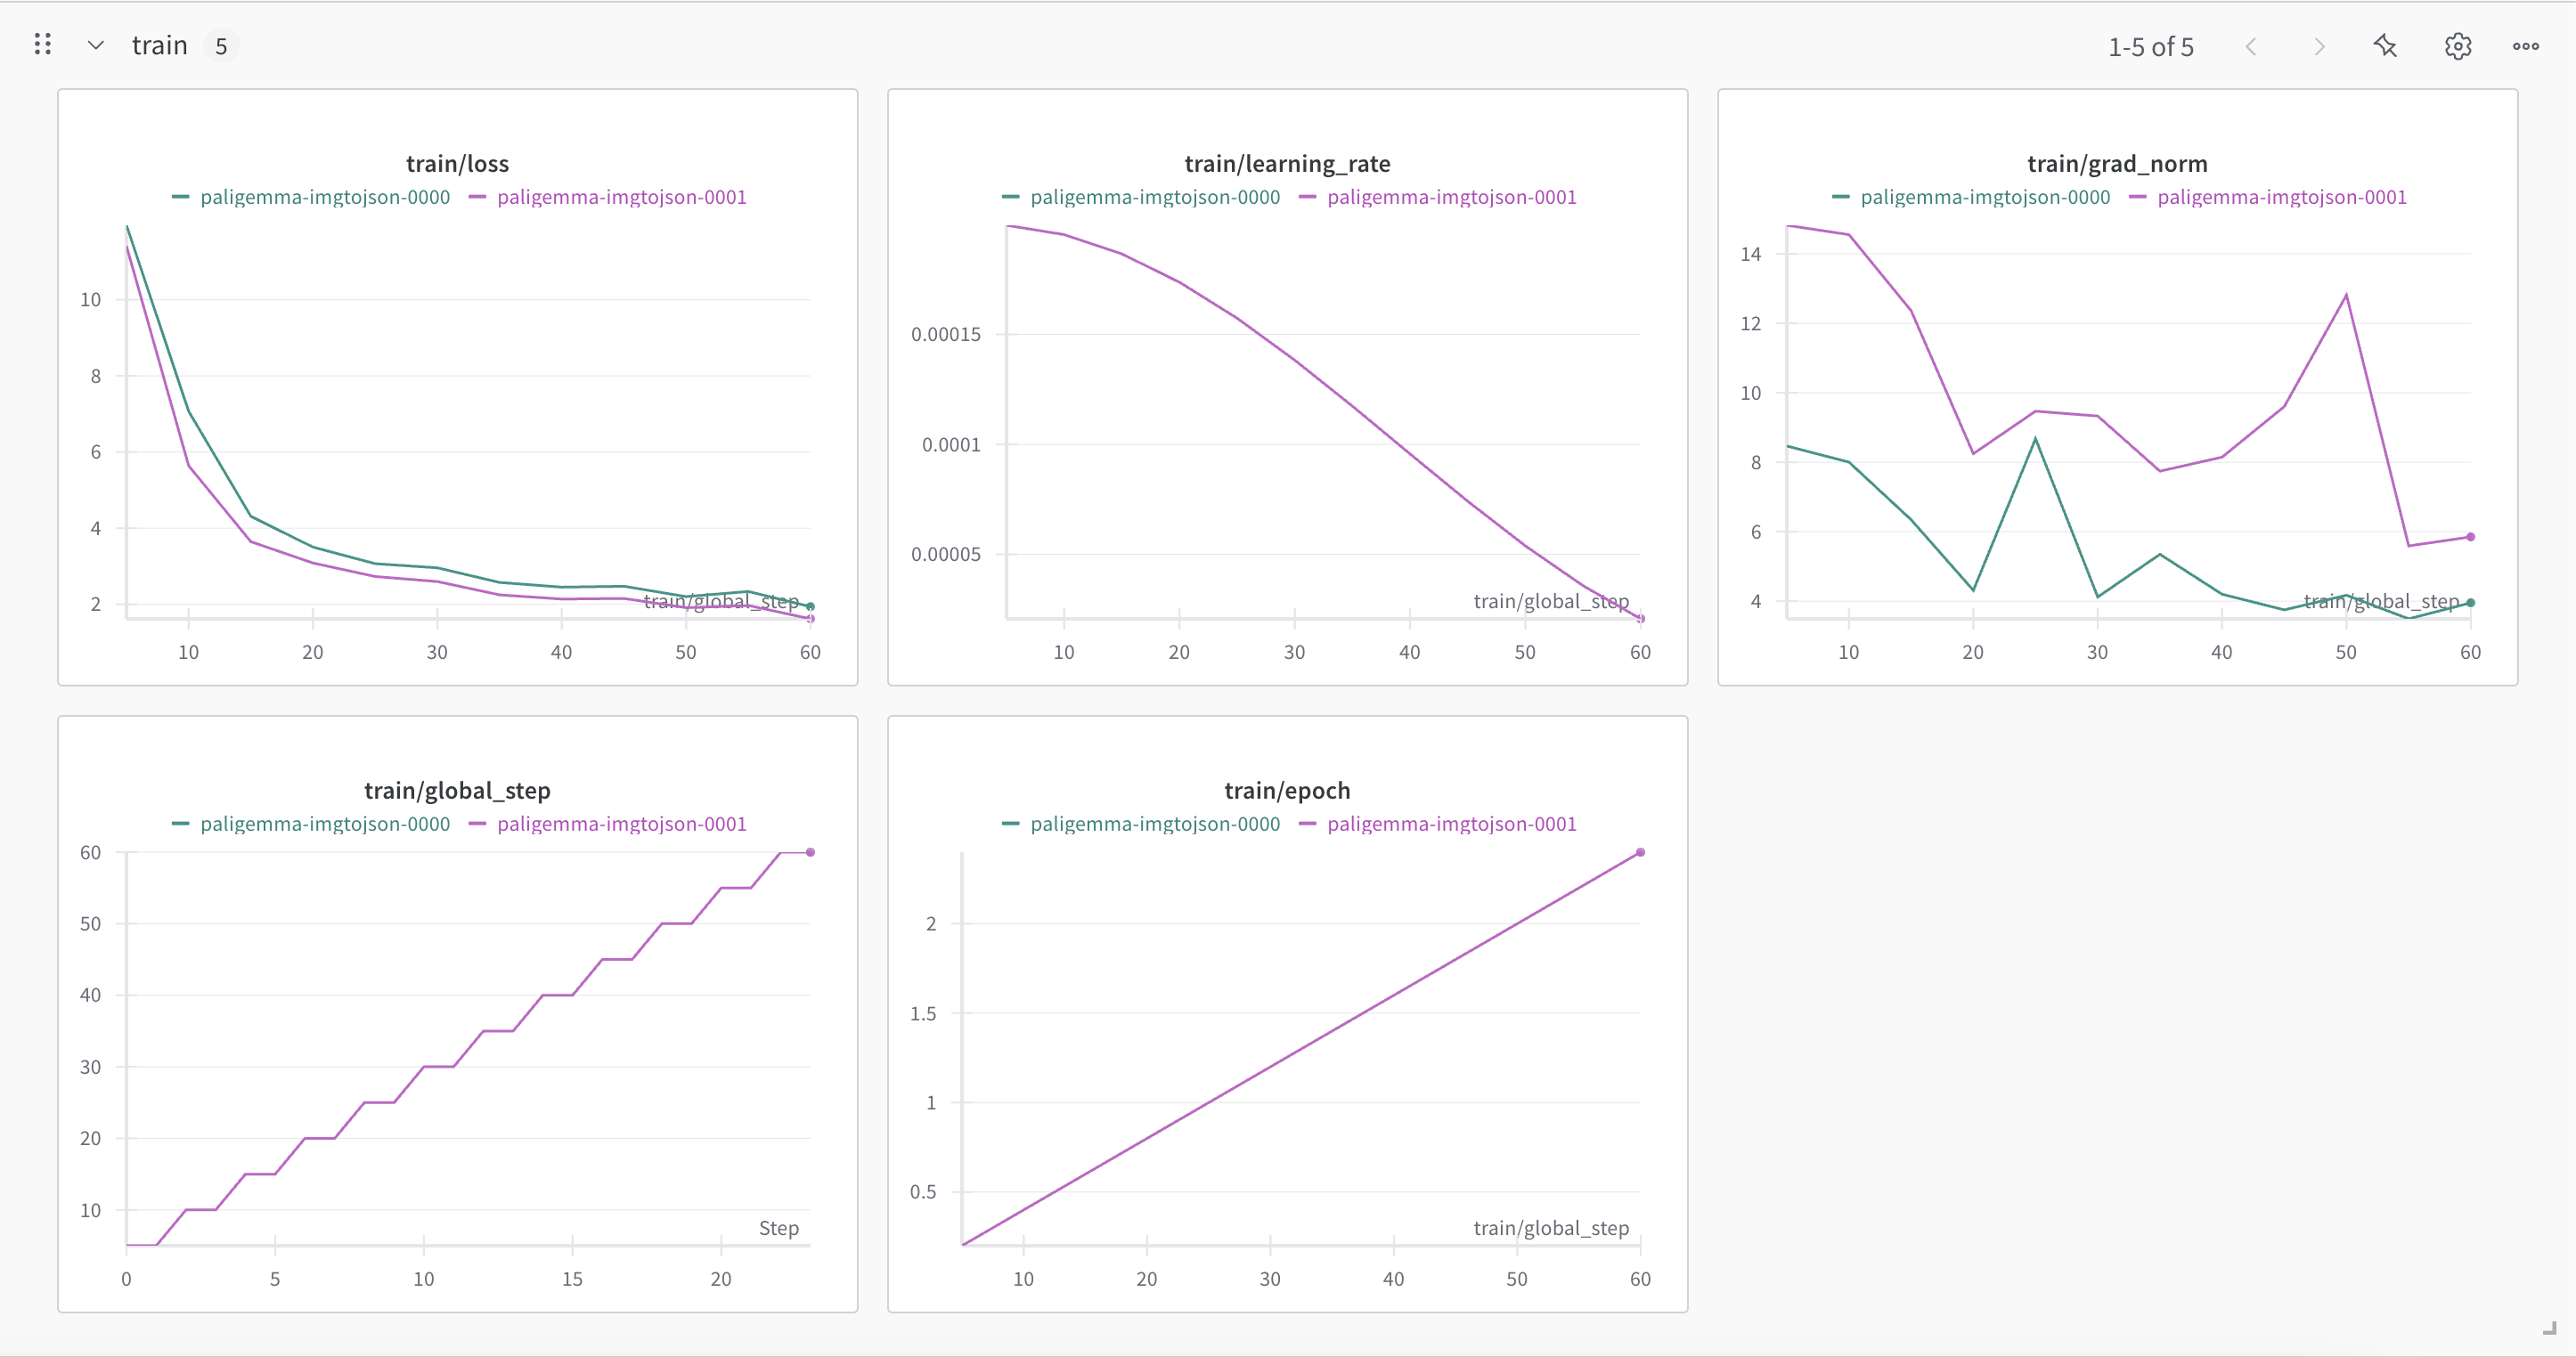 train 5
1-5 of 5
train/loss
paligemma-imgtojson-0000 paligemma-imgtojson-0001
10
8
6
4
2
train/global_step
10 20 30 40 50 60
train/learning_rate
paligemma-imgtojson-0000 paligemma-imgtojson-0001
0.00015
0.0001
0.00005
train/global_step
10 20 30 40 50 60
train/grad_norm
paligemma-imgtojson-0000 paligemma-imgtojson-0001
14
12
10
8
6
4
train/global_step
10 20 30 40 50 60
train/global_step
paligemma-imgtojson-0000 paligemma-imgtojson-0001
60
50
40
30
20
10
Step
0 5 10 15 20
train/epoch
paligemma-imgtojson-0000 paligemma-imgtojson-0001
2
1.5
1
0.5
train/global_step
10 20 30 40 50 60